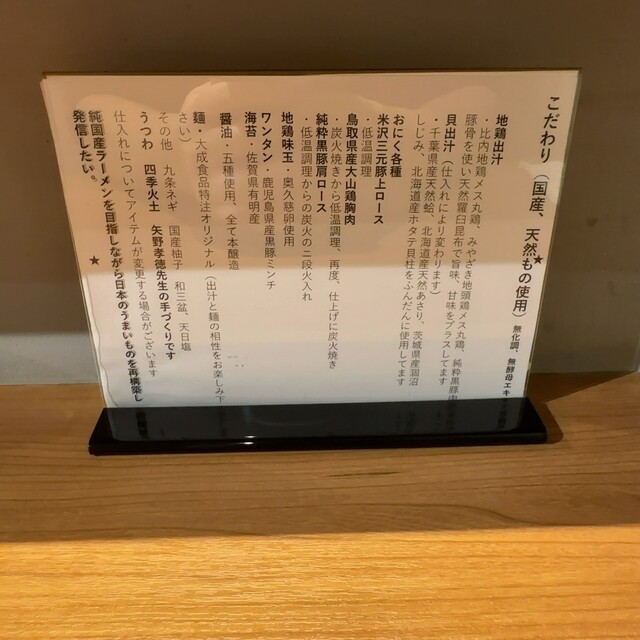 こだわり（国産、天然もの使用）無化調、無酵母エキ
地鶏出汁
・比内地鶏メス丸鶏、みやざき地頭鶏メス丸鶏、純粋黒豚肉
豚骨を使い天然羅臼昆布で旨味、甘味をプラスしてます
貝出汁（仕入れにより変わります）
・千葉県産天然蛤、北海道産天然あさり、茨城県産涸沼
しじみ、北海道産ホタテ貝柱をふんだんに使用してます
おにく各種
米沢三元豚上ロース
・低温調理
鳥取県産大山鶏胸肉
・炭火焼きから低温調理、再度、仕上げに炭火焼き
純粋黒豚肩ロース
・低温調理からの炭火の二段火入れ
地鶏味玉・奥久慈卵使用
ワンタン・鹿児島県産黒豚ミンチ
海苔・佐賀県有明産
醤油・五種使用、全て本醸造
麺・大成食品特注オリジナル（出汁と麺の相性をお楽しみ下
さい）
その他 九条ネギ 国産柚子 和三盆、天日塩
うつわ 四季火土 矢野孝徳先生の手づくりです
仕入れについてアイテムが変更する場合がございます
★
純国産ラーメンを目指しながら日本のうまいものを再構築し
発信したい。
★